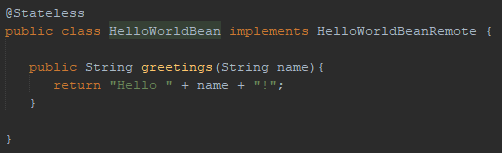 @Stateless
public class HelloWorldBean implements HelloWorldBeanRemote {
public String greetings(String name){
return "Hello " + name + "!";
}
}